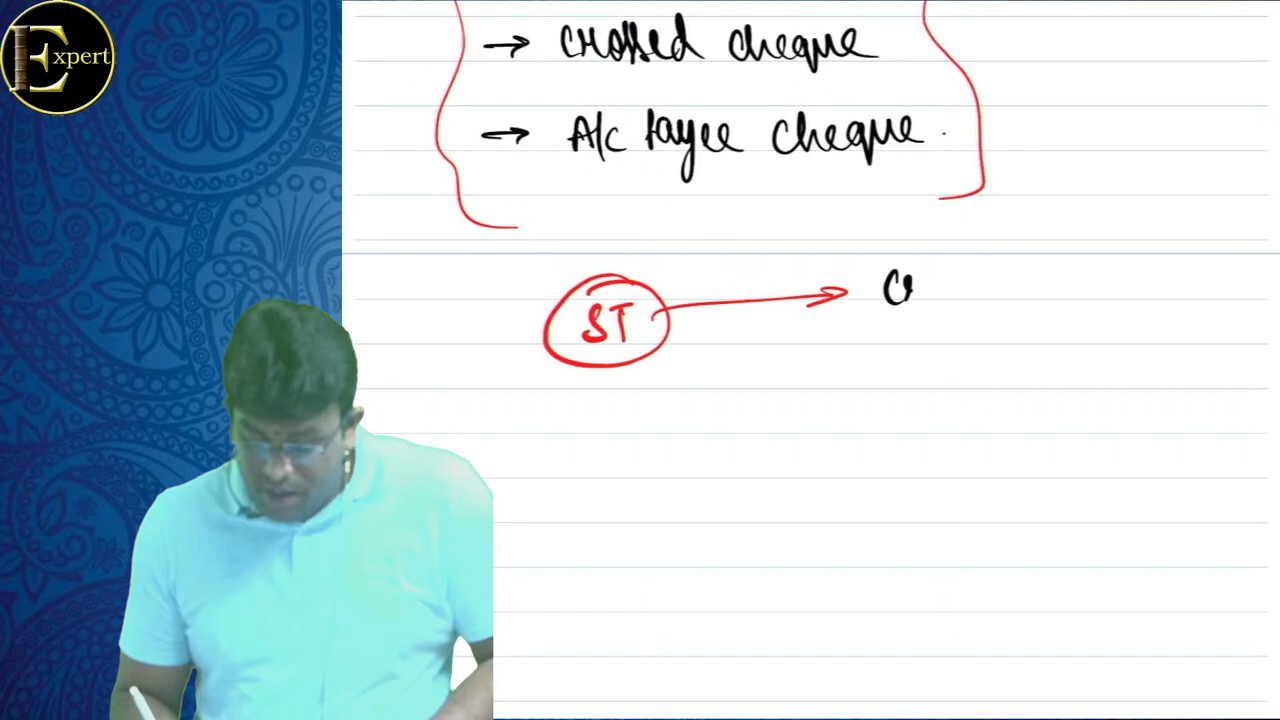 Expert
→ crossed cheque
→ A/c Payee cheque.
ST